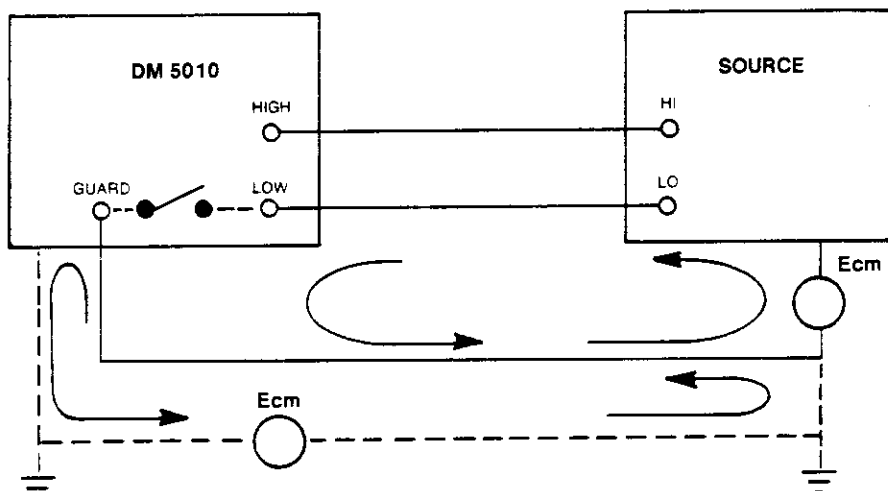 DM 5010
SOURCE
HIGH
HI
GUARD
LOW
LO
Ecm
Ecm